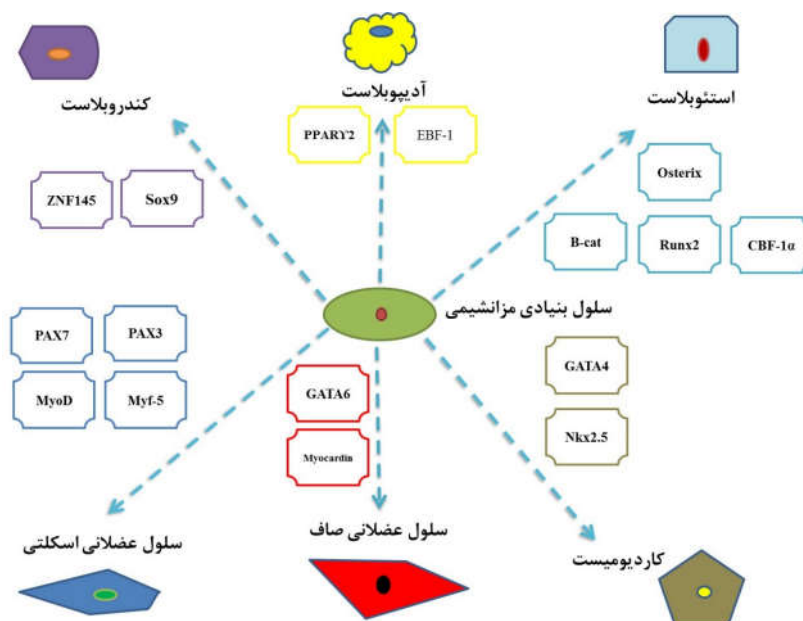 کندروبلاست
آدیپوبلاست
استئوبلاست
PPARY2
EBF-1
ZNF145
Sox9
Osterix
B-cat
Runx2
CBF-1α
سلول بنیادی مزانشیمی
PAX7
PAX3
MyoD
Myf-5
GATA6
Myocardin
GATA4
Nkx2.5
سلول عضلانی اسکلتی
سلول عضلانی صاف
کاردیومیست